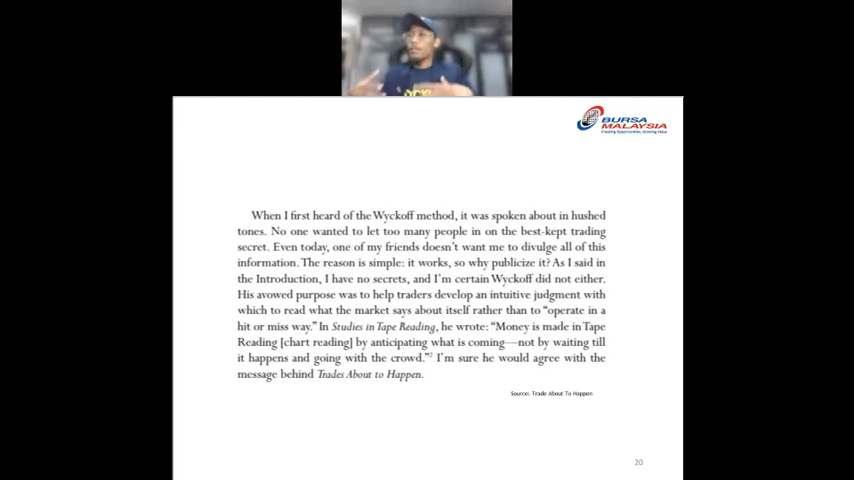 BURSA
MALAYSIA
Creating Opportunities, Growing Value
When I first heard of the Wyckoff method, it was spoken about in hushed
tones. No one wanted to let too many people in on the best-kept trading
secret. Even today, one of my friends doesn't want me to divulge all of this
information. The reason is simple: it works, so why publicize it? As I said in
the Introduction, I have no secrets, and I'm certain Wyckoff did not either.
His avowed purpose was to help traders develop an intuitive judgment with
which to read what the market says about itself rather than to “operate in a
hit or miss way.” In Studies in Tape Reading, he wrote: “Money is made in Tape
Reading [chart reading] by anticipating what is coming—not by waiting till
it happens and going with the crowd.”² I'm sure he would agree with the
message behind Trades About to Happen.
Source: Trade About To Happen
20